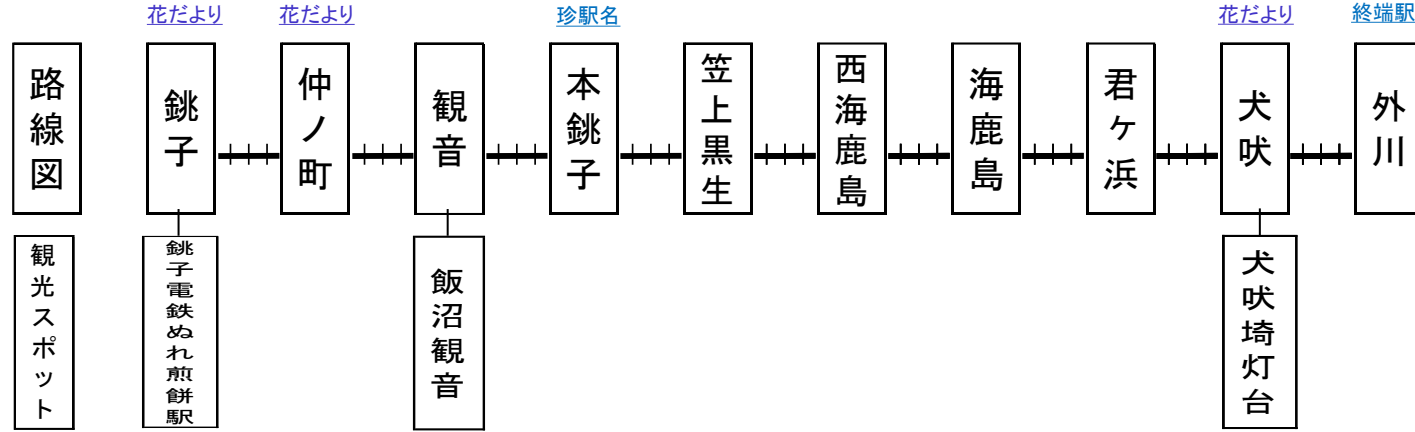 花だより
花だより
珍駅名
花だより
終端駅
路線図
銚子
仲ノ町
観音
本銚子
笠上黒生
西海鹿島
海鹿島
君ケ浜
犬吠
外川
観光スポット
銚子電鉄ぬれ煎餅駅
飯沼観音
犬吠埼灯台